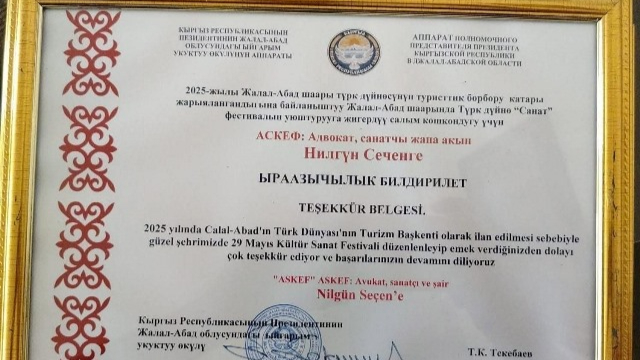 КЫРГЫЗ РЕСПУБЛИКАСЫНЫН
ПЕЗИДЕНТИНИН ЖАЛАЛ-АБАД
ОБЛУСУНДАГЫ ЫЙГАРЫМ
УКУКТУУ ӨКҮЛҮНҮН АППАРАТЫ
АППАРАТ ПОЛНОМОЧНОГО
ПРЕДСТАВИТЕЛЯ ПРЕЗИДЕНТА
КЫРГЫЗСКОЙ РЕСПУБЛИКИ
В ДЖАЛАЛ-АБАДСКОЙ ОБЛАСТИ
2025-жылы Жалал-Абад шаары түрк дүйнөсүнүн туристтик борбору катары
жарыялангандыгына байланыштуу Жалал-Абад шаарында Түрк дүйнө “Санат”
фестивалын уюштурууга жигердүү салым кошкондугу үчүн
АСКЕФ: Адвокат, санатчы жана акын
Нилгүн Сеченге
ЫРААЗЫЧЫЛЫК БИЛДИРИЛЕТ
TEŞEKKÜR BELGESİ.
2025 yılında Calal-Abad'ın Türk Dünyası'nın Turizm Başkenti olarak ilan edilmesi sebebiyle
güzel şehrimizde 29 Mayıs Kültür Sanat Festivali düzenleyip emek verdiğinizden dolayı
çok teşekkür ediyor ve başarılarınızın devamını diliyoruz
"ASKEF" ASKEF: Avukat, sanatçı ve şair
Nilgün Seçen'e
Кыргыз Республикасынын Президентинин
Жалал-Абад облусундагы ыйгарым
укуктуу өкүлү
Т.К. Текебаев